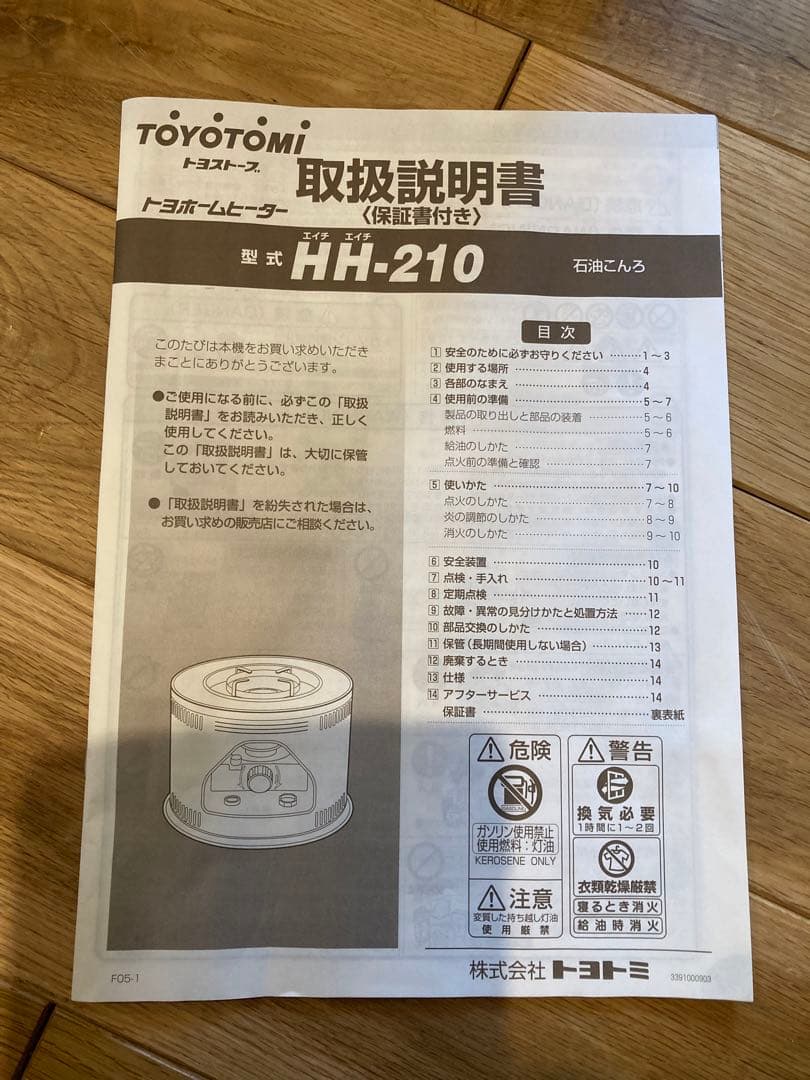 TOYOTOMI
トヨストーブ
トヨホームヒーター
取扱説明書
〈保証書付き〉
エイチ エイチ
型式 HH-210 石油こんろ
このたびは本機をお買い求めいただき
まことにありがとうございます。
●ご使用になる前に、必ずこの「取扱
説明書」をお読みいただき、正しく
使用してください。
この「取扱説明書」は、大切に保管
しておいてください。
●「取扱説明書」を紛失された場合は、
お買い求めの販売店にご相談ください。
目次
1 安全のために必ずお守りください ………1～3
2 使用する場所 ……………………4
3 各部のなまえ ……………………4
4 使用前の準備 ……………………5～7
製品の取り出しと部品の装着 …………5～6
燃料 ……………………5～6
給油のしかた ……………………7
点火前の準備と確認 ……………………7
5 使いかた ……………………7～10
点火のしかた ……………………7～8
炎の調節のしかた ……………………8～9
消火のしかた ……………………9～10
6 安全装置 ……………………10
7 点検・手入れ ……………………10～11
8 定期点検 ……………………11
9 故障・異常の見分けかたと処置方法 ……12
10 部品交換のしかた ……………………12
11 保管（長期間使用しない場合） …………13
12 廃棄するとき ……………………14
13 仕様 ……………………14
14 アフターサービス ……………………14
保証書 ……………………裏表紙
危険
GASOLINE
ガソリン使用禁止
使用燃料：灯油
KEROSENE ONLY
注意
変質した持ち越し灯油
使用厳禁
警告
換気必要
1時間に1～2回
衣類乾燥厳禁
寝るとき消火
給油時消火
F05-1
株式会社 トヨトミ
3391000903